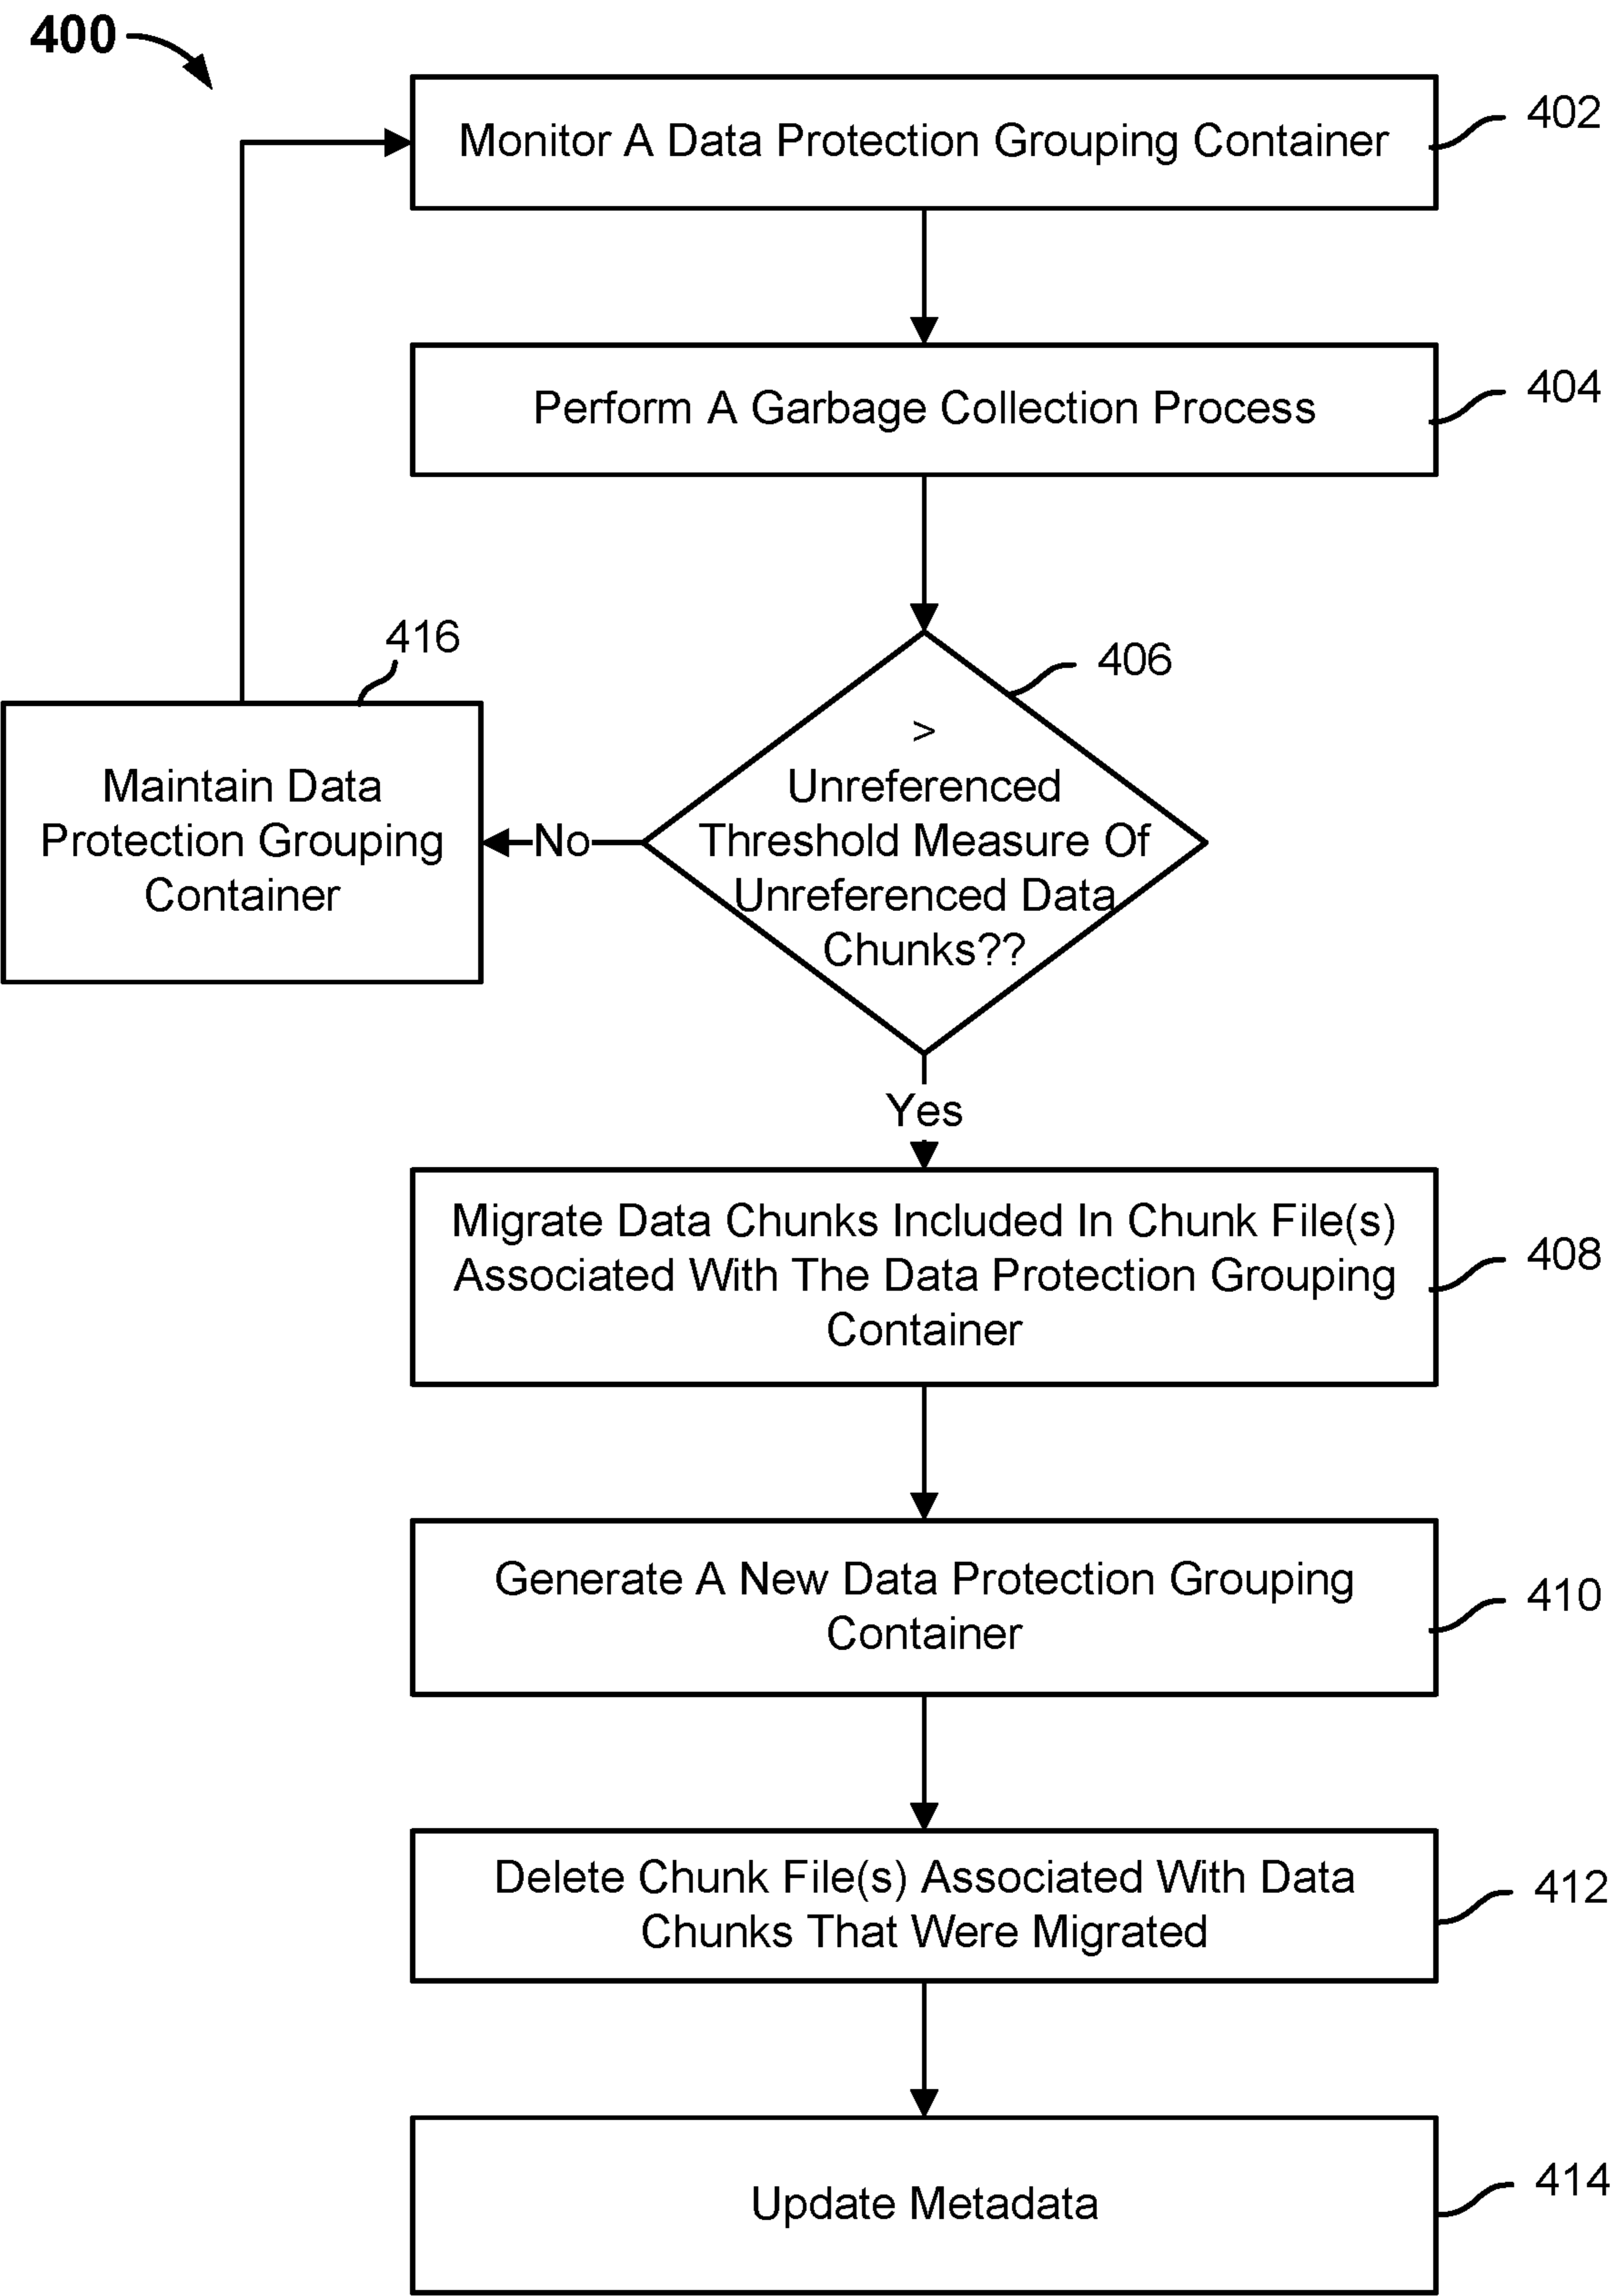 400
Monitor A Data Protection Grouping Container
402
Perform A Garbage Collection Process
404
416
406
>
Unreferenced
Threshold Measure Of
Unreferenced Data
Chunks??
No
Maintain Data
Protection Grouping
Container
Yes
Migrate Data Chunks Included In Chunk File(s)
Associated With The Data Protection Grouping
Container
408
Generate A New Data Protection Grouping
Container
410
Delete Chunk File(s) Associated With Data
Chunks That Were Migrated
412
Update Metadata
414